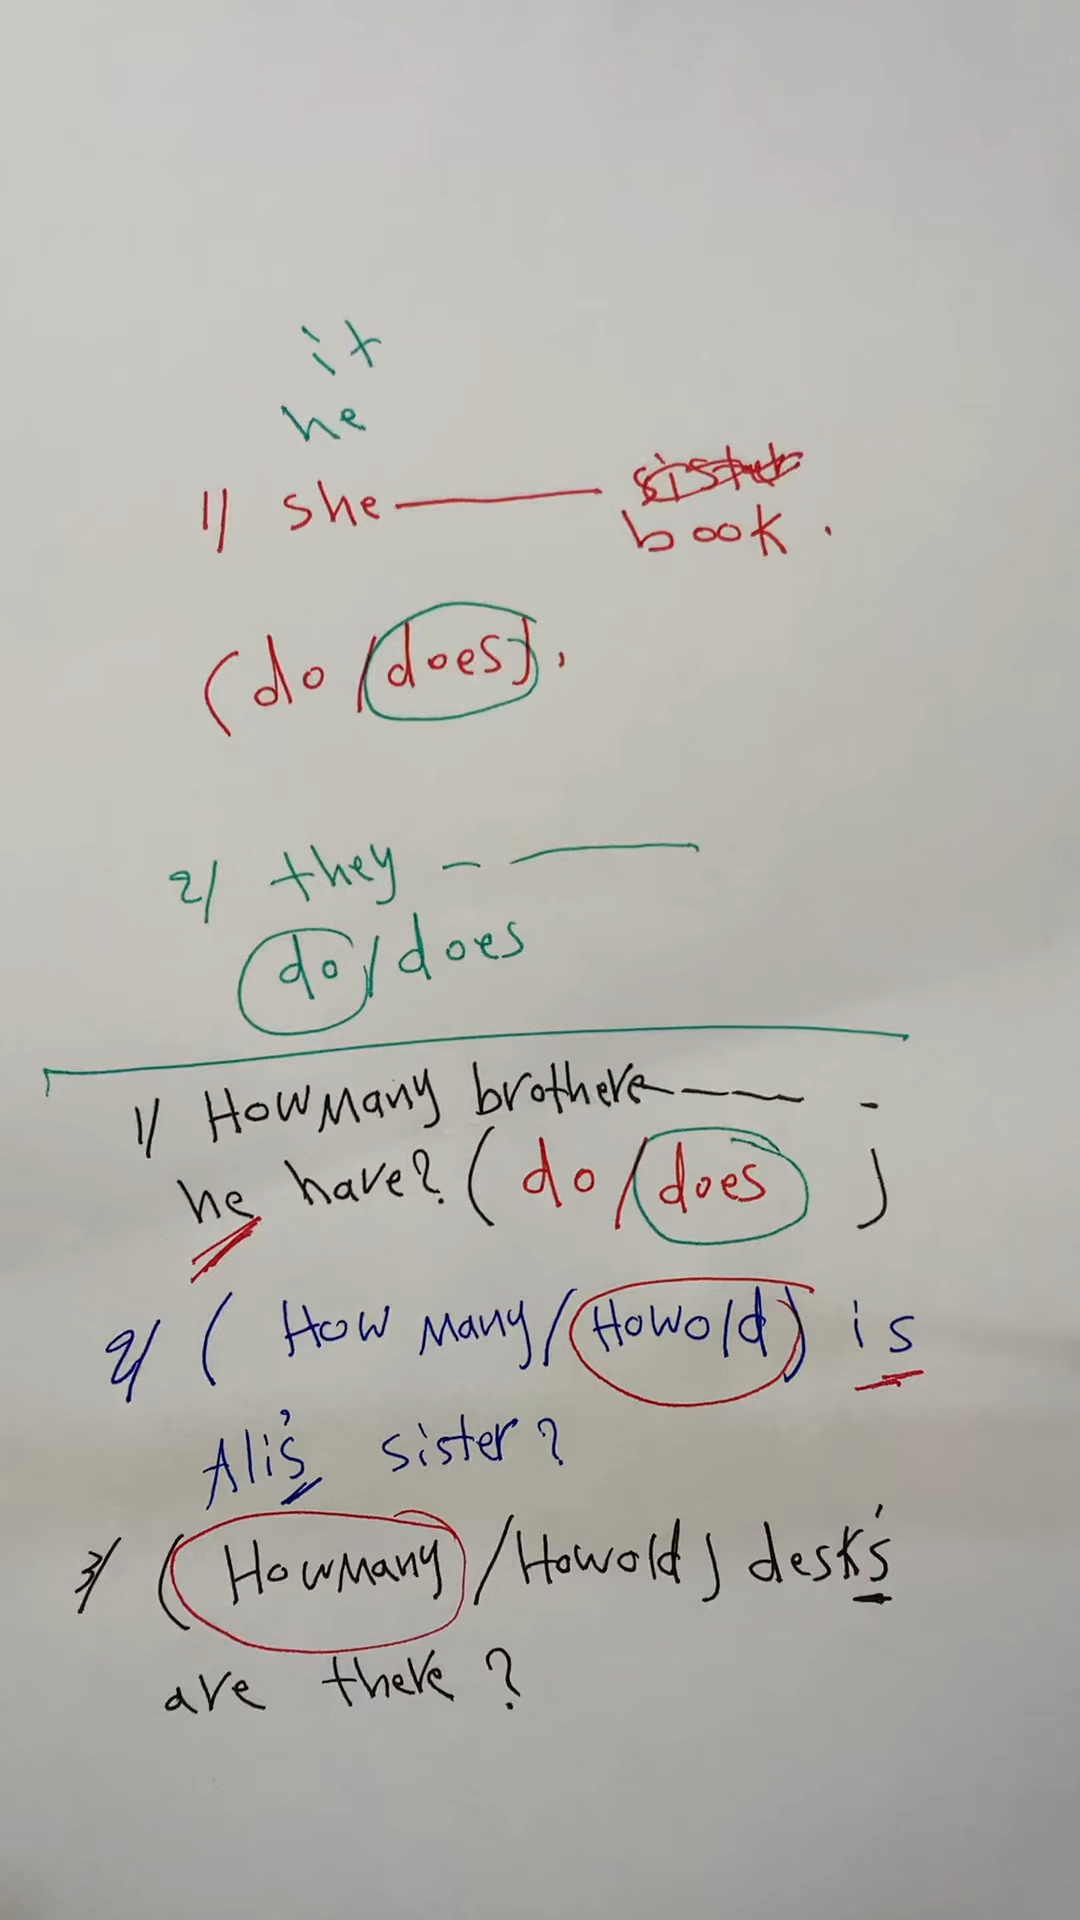 it
he
1) she ———— sister
book.
(do/does).
2/ they - ———
do/does
1/ How many brothere ——— -
he have? (do/does)
2/ (How many/How old) is
Ali's sister?
3/ (How many/How old) desk's
are there?